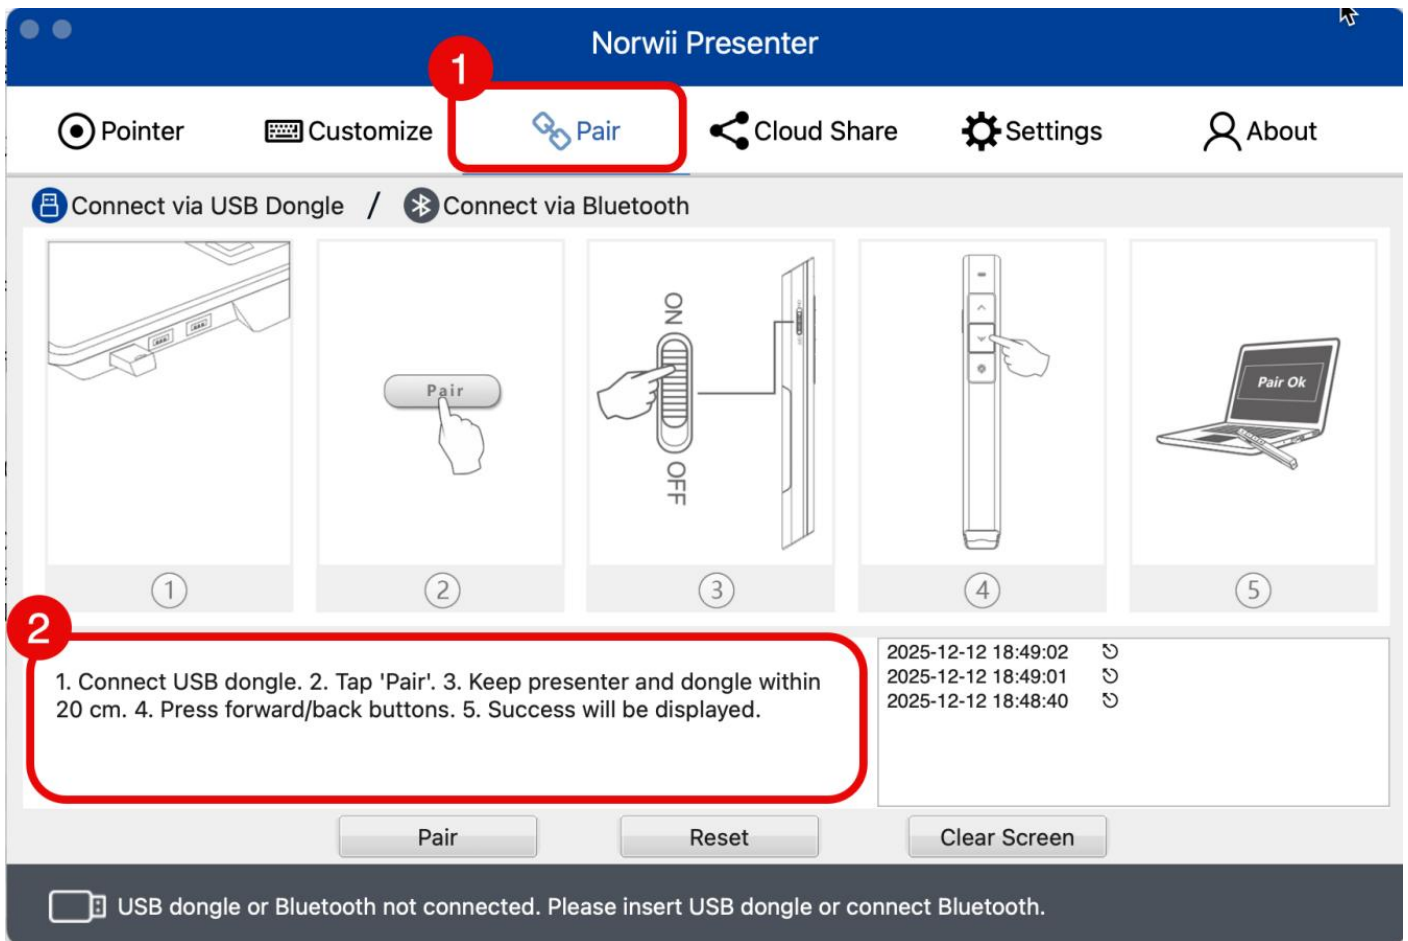 Norwii Presenter
1
Pointer
Customize
Pair
Cloud Share
Settings
About
Connect via USB Dongle / Connect via Bluetooth
Pair
ON
OFF
Pair Ok
1
2
3
4
5
2
1. Connect USB dongle. 2. Tap 'Pair'. 3. Keep presenter and dongle within
20 cm. 4. Press forward/back buttons. 5. Success will be displayed.
2025-12-12 18:49:02
2025-12-12 18:49:01
2025-12-12 18:48:40
Pair
Reset
Clear Screen
USB dongle or Bluetooth not connected. Please insert USB dongle or connect Bluetooth.